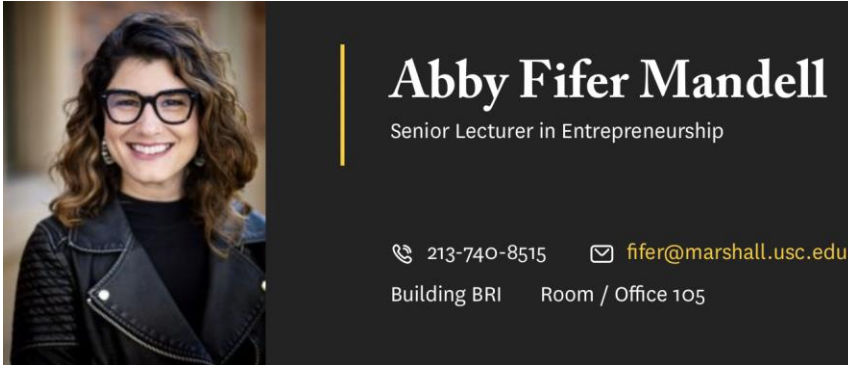 Abby Fifer Mandell
Senior Lecturer in Entrepreneurship
213-740-8515 fifer@marshall.usc.edu
Building BRI Room / Office 105